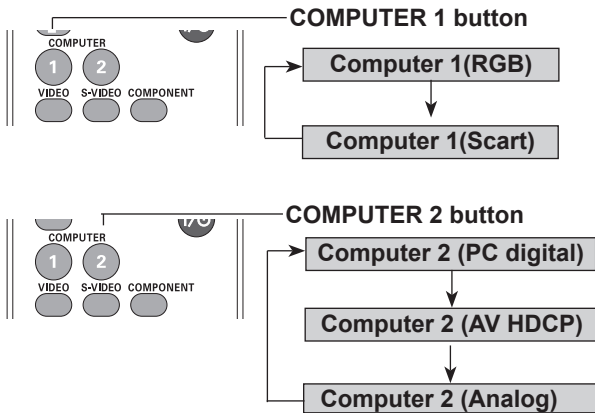 COMPUTER 1 button
COMPUTER
1 2
VIDEO S-VIDEO COMPONENT
Computer 1(RGB)
Computer 1(Scart)
COMPUTER 2 button
COMPUTER
1 2
VIDEO S-VIDEO COMPONENT
Computer 2 (PC digital)
Computer 2 (AV HDCP)
Computer 2 (Analog)